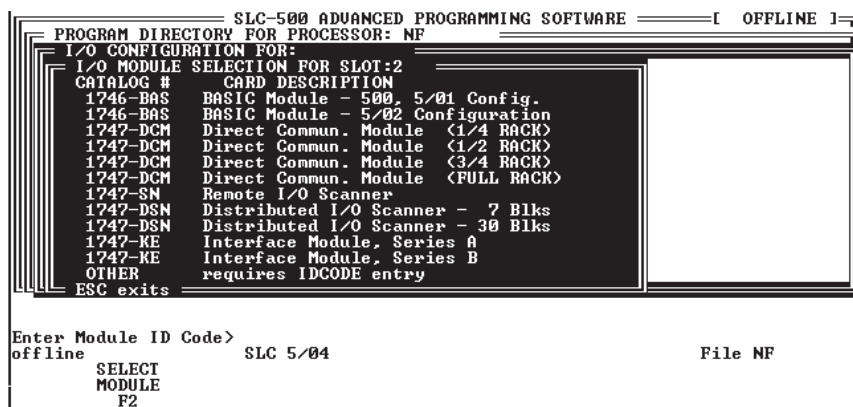 SLC-500 ADVANCED PROGRAMMING SOFTWARE [ OFFLINE ]
PROGRAM DIRECTORY FOR PROCESSOR: NF
I/O CONFIGURATION FOR:
I/O MODULE SELECTION FOR SLOT:2
CATALOG # CARD DESCRIPTION
1746-BAS BASIC Module - 500, 5/01 Config.
1746-BAS BASIC Module - 5/02 Configuration
1747-DCM Direct Commun. Module (1/4 RACK)
1747-DCM Direct Commun. Module (1/2 RACK)
1747-DCM Direct Commun. Module (3/4 RACK)
1747-DCM Direct Commun. Module (FULL RACK)
1747-SN Remote I/O Scanner
1747-DSN Distributed I/O Scanner - 7 Blks
1747-DSN Distributed I/O Scanner - 30 Blks
1747-KE Interface Module, Series A
1747-KE Interface Module, Series B
OTHER requires IDCODE entry
ESC exits
Enter Module ID Code>
offline SLC 5/04 File NF
SELECT
MODULE
F2